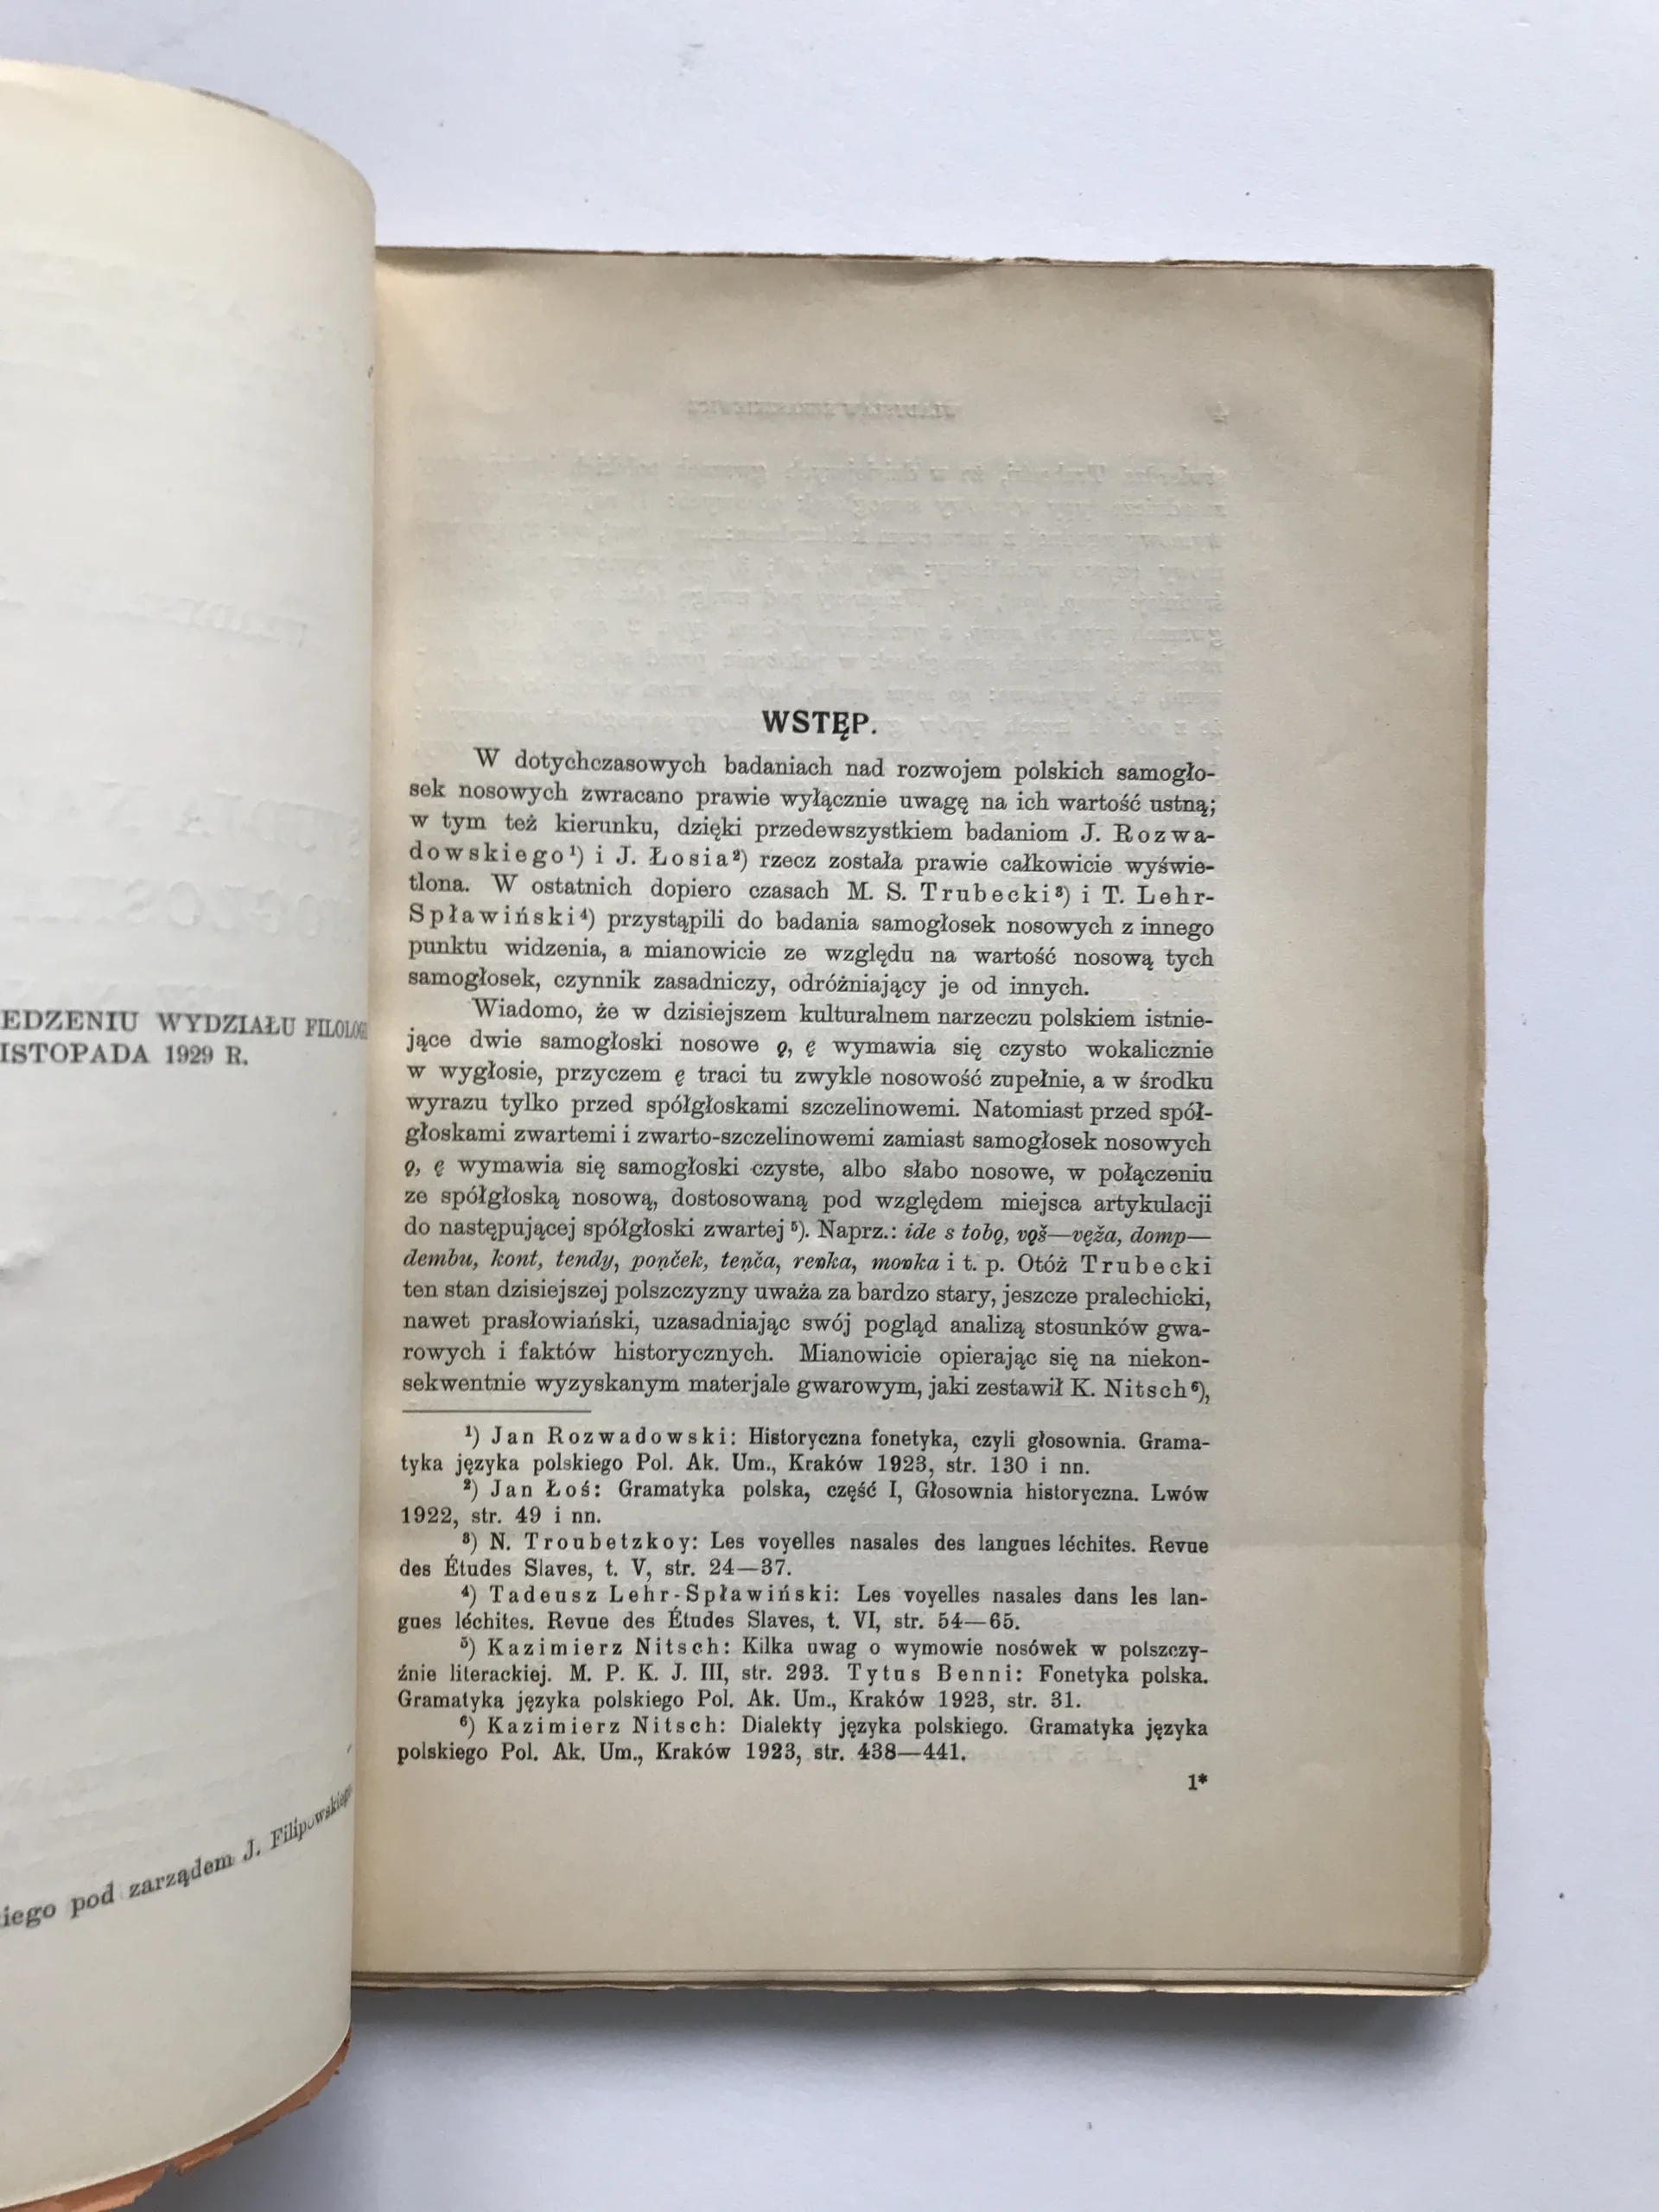 EDZENIU WYDZIAŁU
ISTOPADA 1929 R.
iego pod zarządem J. Filipowskiego
WSTĘP.
W dotychczasowych badaniach nad rozwojem polskich samogło-
sek nosowych zwracano prawie wyłącznie uwagę na ich wartość ustną;
w tym też kierunku, dzięki przedewszystkiem badaniom J. Rozwa-
dowskiego¹) i J. Łosia²) rzecz została prawie całkowicie wyświe-
tlona. W ostatnich dopiero czasach M. S. Trubecki³) i T. Lehr-
Spławiński⁴) przystąpili do badania samogłosek nosowych z innego
punktu widzenia, a mianowicie ze względu na wartość nosową tych
samogłosek, czynnik zasadniczy, odróżniający je od innych.
Wiadomo, że w dzisiejszem kulturalnem narzeczu polskiem istnie-
jące dwie samogłoski nosowe ǫ, ę wymawia się czysto wokalicznie
w wygłosie, przyczem ę traci tu zwykle nosowość zupełnie, a w środku
wyrazu tylko przed spółgłoskami szczelinowemi. Natomiast przed spół-
głoskami zwartemi i zwarto-szczelinowemi zamiast samogłosek nosowych
ǫ, ę wymawia się samogłoski czyste, albo słabo nosowe, w połączeniu
ze spółgłoską nosową, dostosowaną pod względem miejsca artykulacji
do następującej spółgłoski zwartej⁵). Naprz.: ide s tobǫ, vǫš—vęža, domp—
dembu, kont, tendy, poṇček, teṇča, reŋka, moŋka i t. p. Otóż Trubecki
ten stan dzisiejszej polszczyzny uważa za bardzo stary, jeszcze pralechicki,
nawet prasłowiański, uzasadniając swój pogląd analizą stosunków gwa-
rowych i faktów historycznych. Mianowicie opierając się na niekon-
sekwentnie wyzyskanym materjale gwarowym, jaki zestawił K. Nitsch⁶),
¹) Jan Rozwadowski: Historyczna fonetyka, czyli głosownia. Grama-
tyka języka polskiego Pol. Ak. Um., Kraków 1923, str. 130 i nn.
²) Jan Łoś: Gramatyka polska, część I, Głosownia historyczna. Lwów
1922, str. 49 i nn.
³) N. Troubetzkoy: Les voyelles nasales des langues léchites. Revue
des Études Slaves, t. V, str. 24—37.
⁴) Tadeusz Lehr-Spławiński: Les voyelles nasales dans les lan-
gues léchites. Revue des Études Slaves, t. VI, str. 54—65.
⁵) Kazimierz Nitsch: Kilka uwag o wymowie nosówek w polszczy-
źnie literackiej. M. P. K. J. III, str. 293. Tytus Benni: Fonetyka polska.
Gramatyka języka polskiego Pol. Ak. Um., Kraków 1923, str. 31.
⁶) Kazimierz Nitsch: Dialekty języka polskiego. Gramatyka języka
polskiego Pol. Ak. Um., Kraków 1923, str. 438—441.
1*